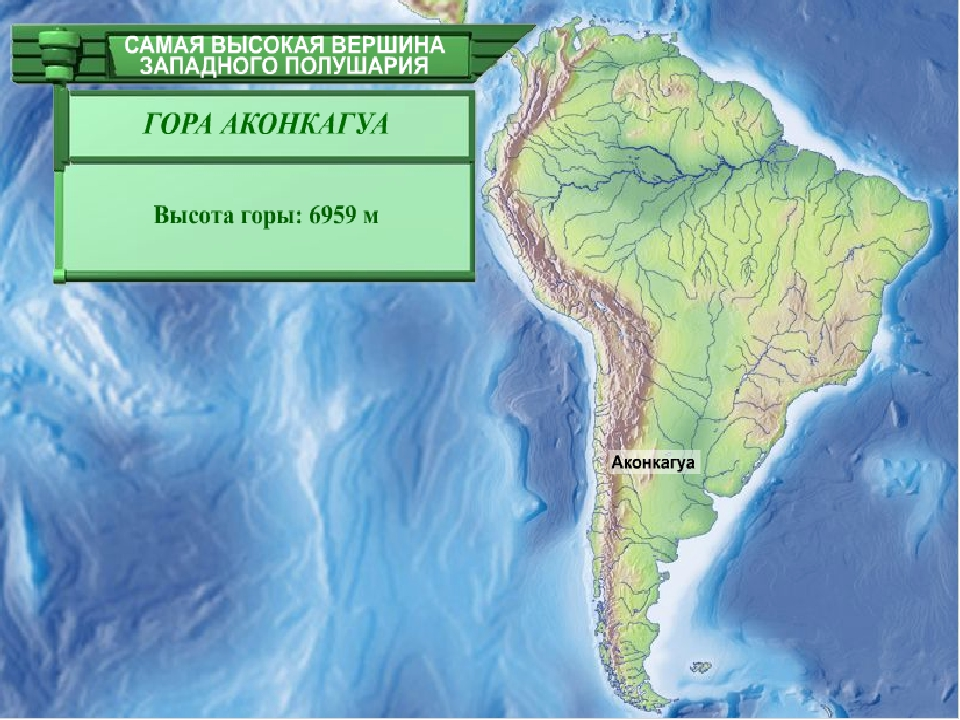 САМАЯ ВЫСОКАЯ ВЕРШИНА
ЗАПАДНОГО ПОЛУШАРИЯ
ГОРА АКОНКАГУА
Высота горы: 6959 м
Аконкагуа